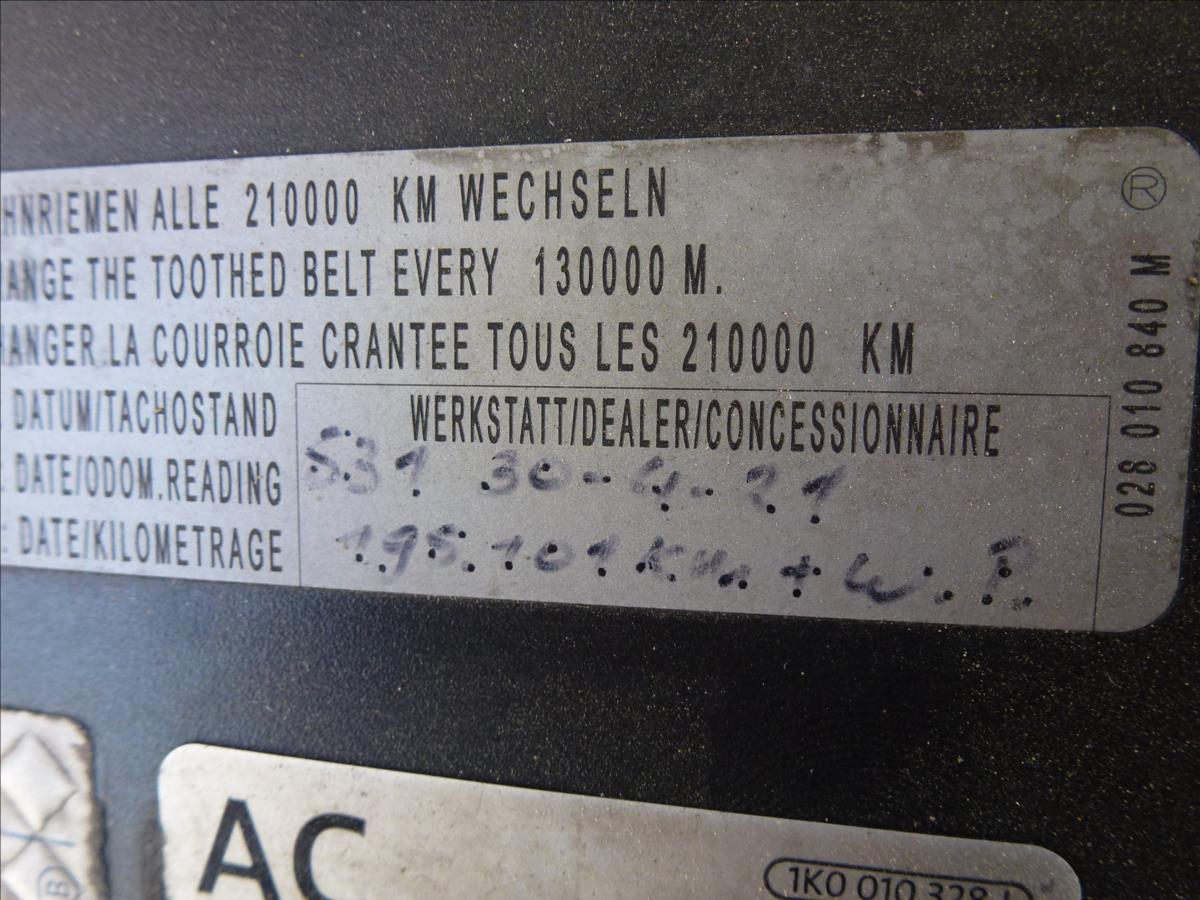 HNRIEMEN ALLE 210000 KM WECHSELN
ANGE THE TOOTHED BELT EVERY 130000 M.
ANGER LA COURROIE CRANTEE TOUS LES 210000 KM
: DATUM/TACHOSTAND
WERKSTATT/DEALER/CONCESSIONNAIRE
531 30-4-21
: DATE/ODOM.READING
: DATE/KILOMETRAGE
195.101 Km + W.P.
®
028 010 840 M
AC
1K0 010 328